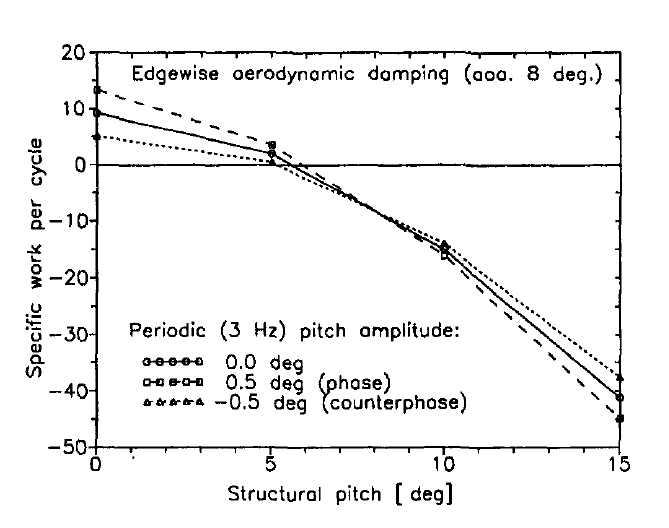 20
Edgewise aerodynamic damping (aoa. 8 deg.)
10
0
-10
-20
-30
-40
-50
Specific work per cycle
Periodic (3 Hz) pitch amplitude:
0.0 deg
0.5 deg (phase)
-0.5 deg (counterphase)
0 5 10 15
Structural pitch [deg]